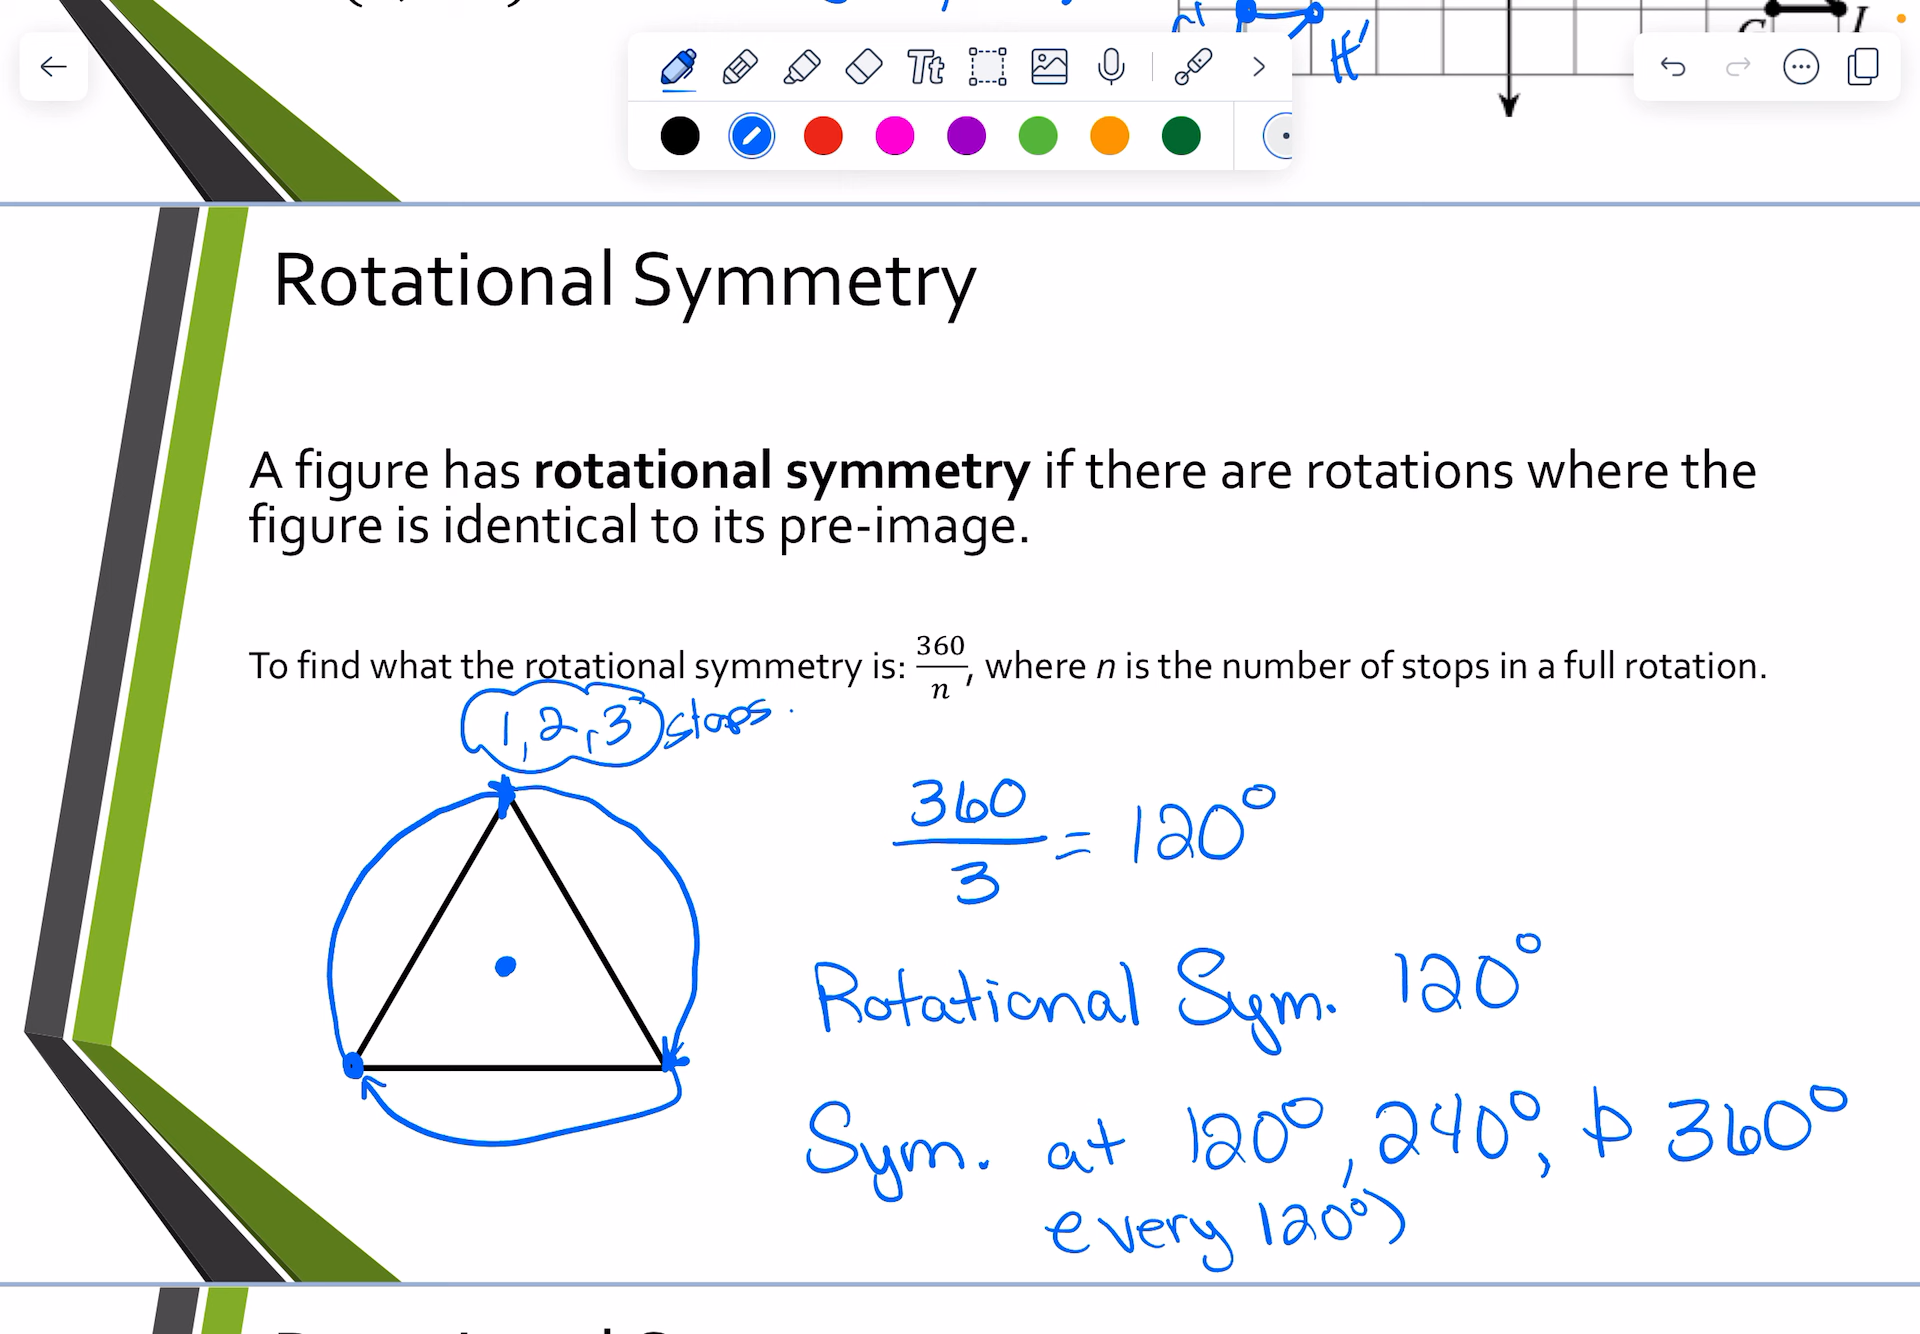 H'
Tt
Rotational Symmetry
A figure has rotational symmetry if there are rotations where the
figure is identical to its pre-image.
To find what the rotational symmetry is: 360/n, where n is the number of stops in a full rotation.
1, 2, 3 stops.
360/3 = 120°
Rotational Sym. 120°
Sym. at 120°, 240°, & 360°
every 120°)